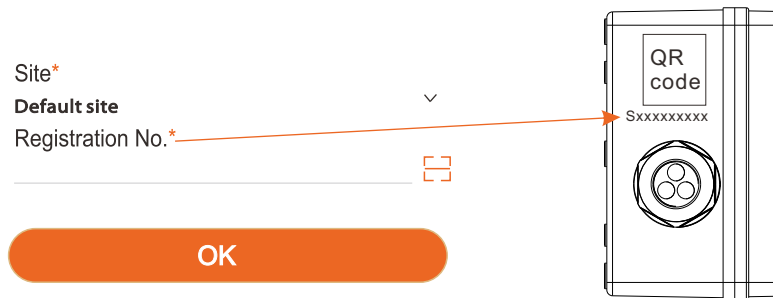 Site*
Default site
Registration No.*
OK
QR
code
Sxxxxxxxxx